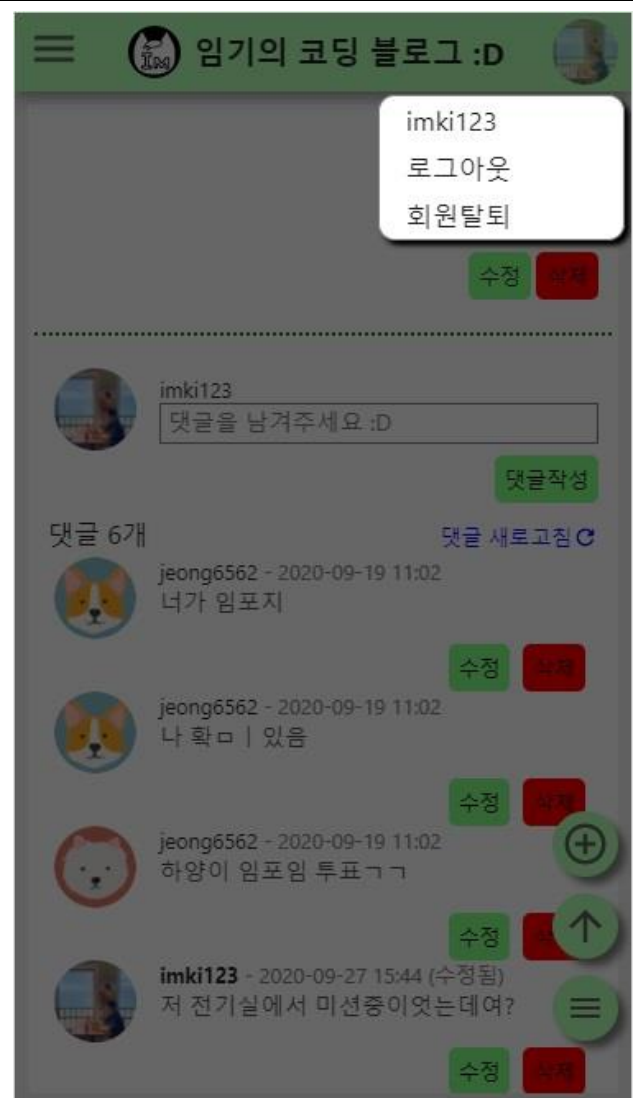 IM 임기의 코딩 블로그 :D
imki123
로그아웃
회원탈퇴
수정 삭제
imki123
댓글을 남겨주세요 :D
댓글작성
댓글 6개 댓글 새로고침
jeong6562 - 2020-09-19 11:02
너가 임포지
수정 삭제
jeong6562 - 2020-09-19 11:02
나 확ㅁㅣ있음
수정 삭제
jeong6562 - 2020-09-19 11:02
하양이 임포임 투표ㄱㄱ
수정
imki123 - 2020-09-27 15:44 (수정됨)
저 전기실에서 미션중이엇는데여?
수정 삭제